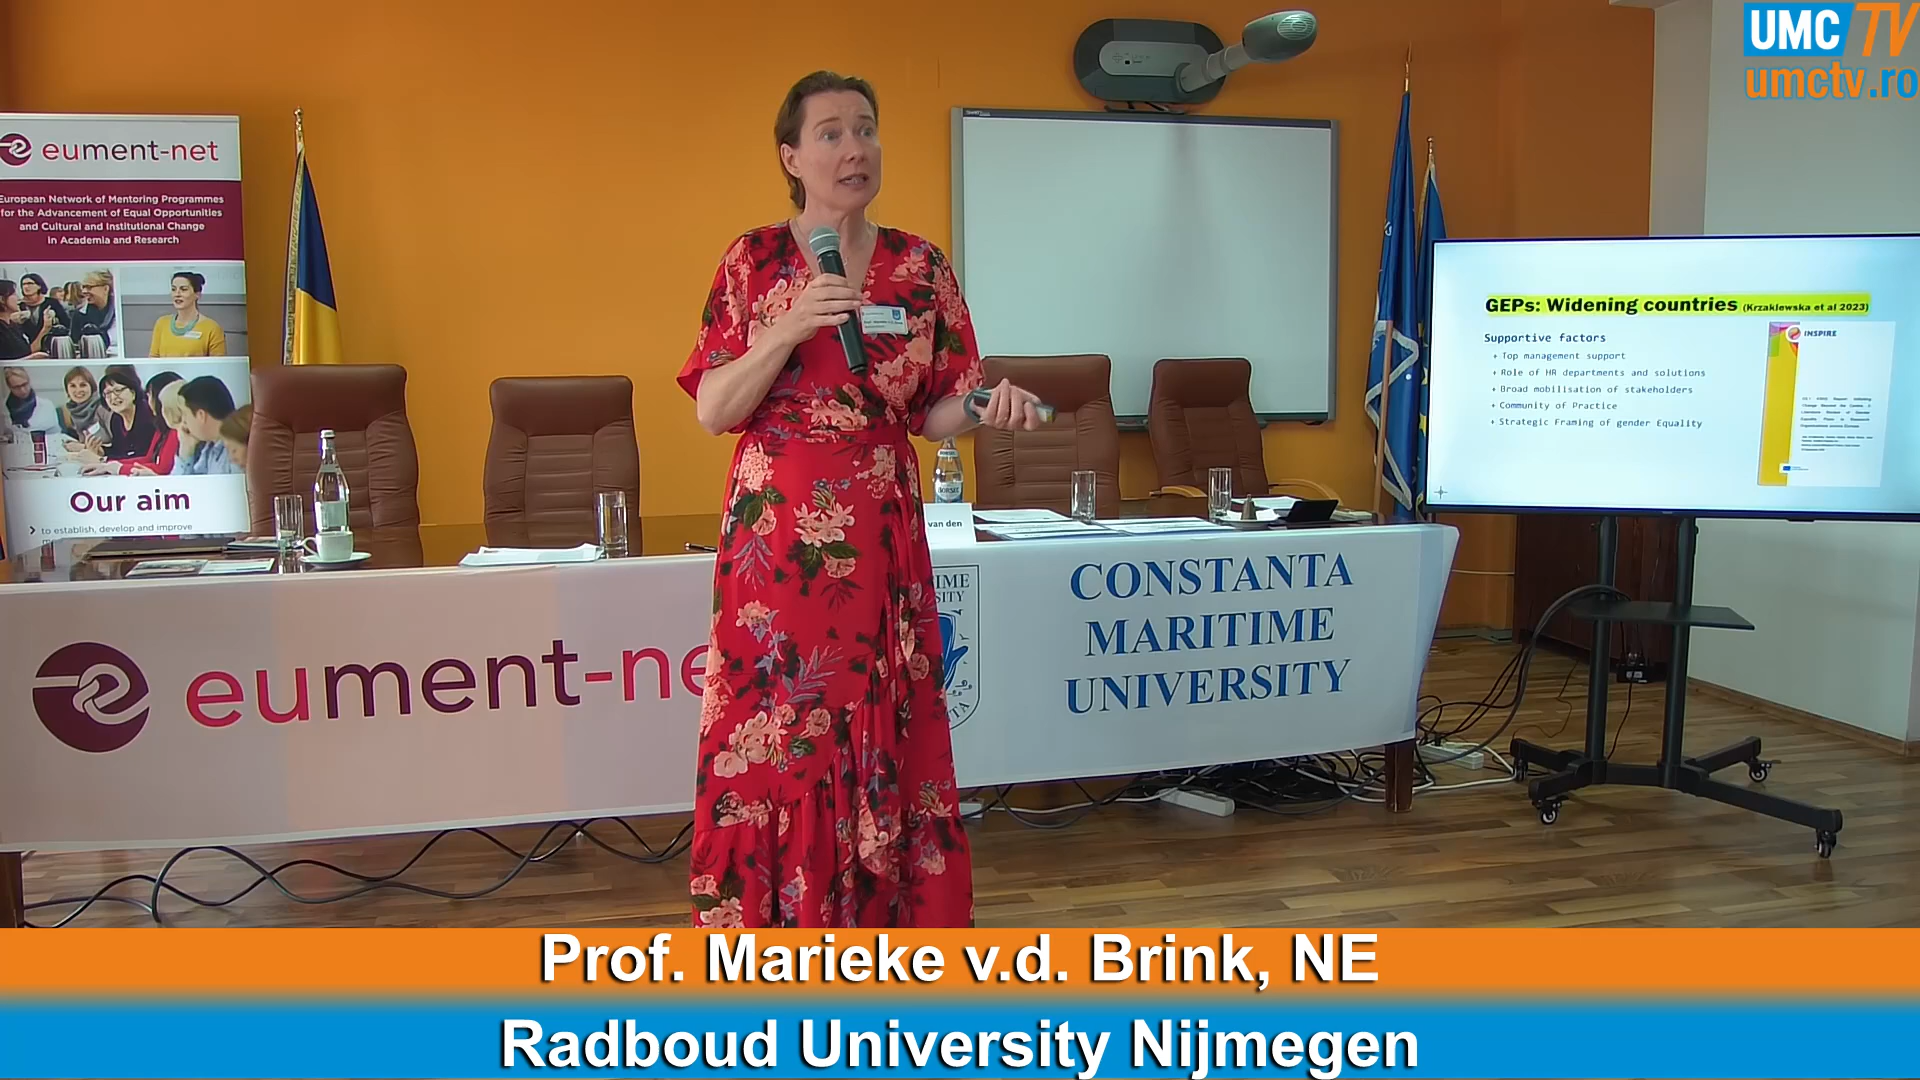 UMC TV
umctv.ro
eument-net
European Network of Mentoring Programmes
for the Advancement of Equal Opportunities
and Cultural and Institutional Change
in Academia and Research
Our aim
to establish, develop and improve
GEPs: Widening countries (Krzaklewska et al 2023)
Supportive factors
+ Top management support
+ Role of HR departments and solutions
+ Broad mobilisation of stakeholders
+ Community of Practice
+ Strategic Framing of gender Equality
INSPIRE
van den
eument-ne
CONSTANTA
MARITIME
UNIVERSITY
Prof. Marieke v.d. Brink, NE
Radboud University Nijmegen